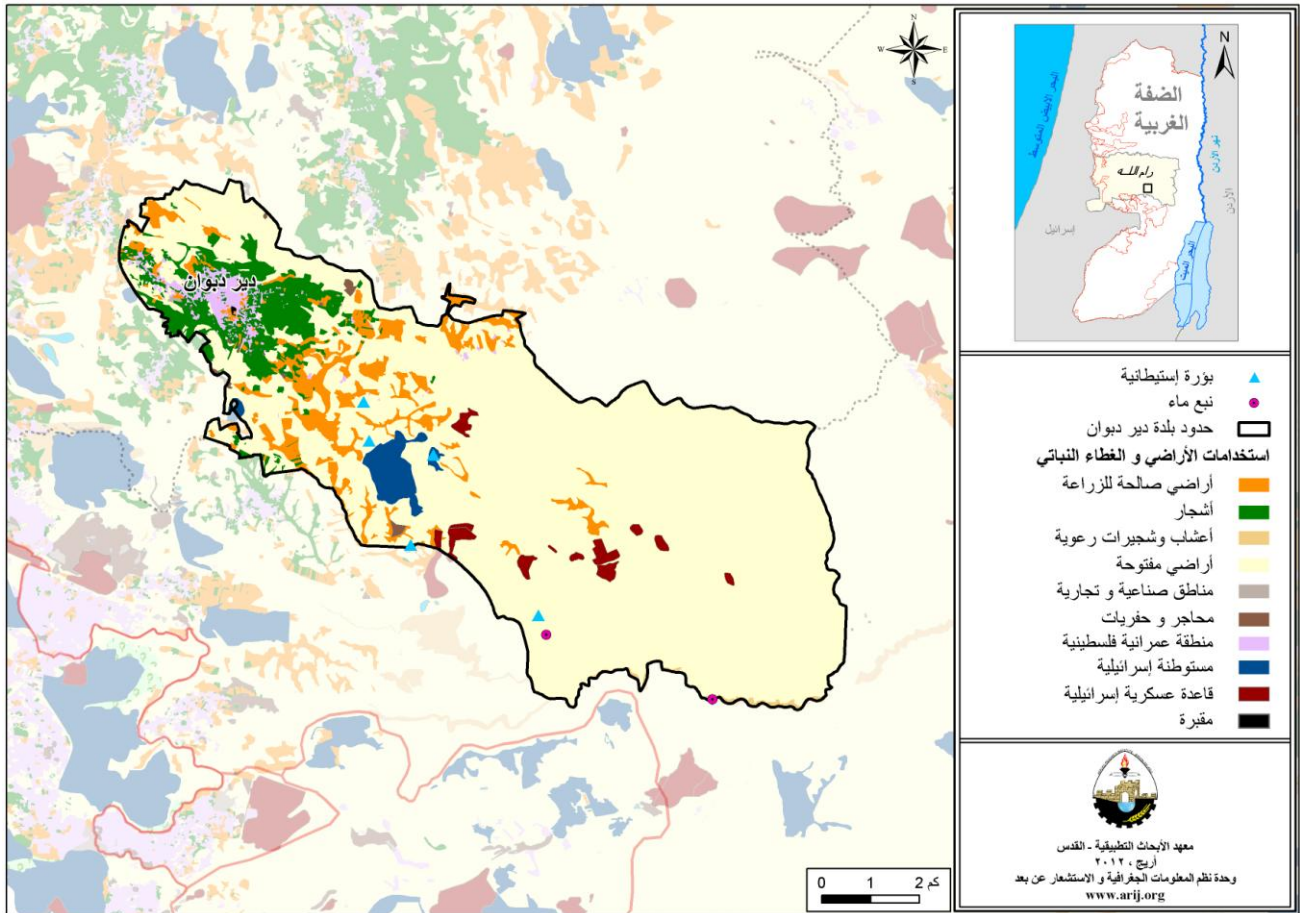 N
W
E
S
دير دبوان
0 1 2 كم
N
البحر الابيض المتوسط
الضفة
الغربية
نهر الأردن
رام اللـه
الأردن
إسرائيل
البحر الميت
بؤرة إستيطانية
نبع ماء
حدود بلدة دير دبوان
استخدامات الأراضي و الغطاء النباتي
أراضي صالحة للزراعة
أشجار
أعشاب وشجيرات رعوية
أراضي مفتوحة
مناطق صناعية و تجارية
محاجر و حفريات
منطقة عمرانية فلسطينية
مستوطنة إسرائيلية
قاعدة عسكرية إسرائيلية
مقبرة
معهد الأبحاث التطبيقية - القدس
أريج ، ٢٠١٢
وحدة نظم المعلومات الجغرافية و الاستشعار عن بعد
www.arij.org